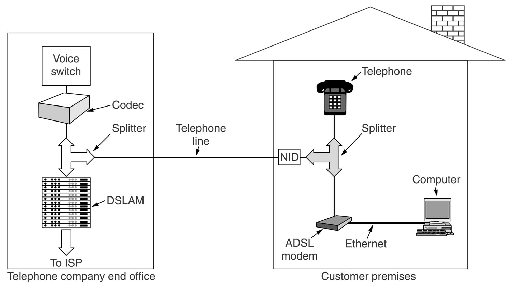 Voice
switch
Codec
Splitter
DSLAM
To ISP
Telephone company end office
Telephone
line
NID
Telephone
Splitter
Computer
ADSL
modem
Ethernet
Customer premises